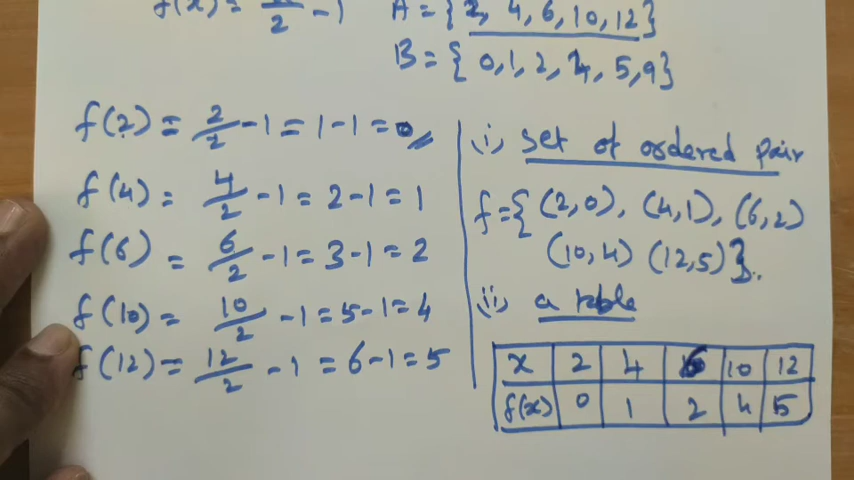 f(x) = x/2 - 1
A = {2, 4, 6, 10, 12}
B = {0, 1, 2, 4, 5, 9}
f(2) = 2/2 - 1 = 1 - 1 = 0
f(4) = 4/2 - 1 = 2 - 1 = 1
f(6) = 6/2 - 1 = 3 - 1 = 2
f(10) = 10/2 - 1 = 5 - 1 = 4
f(12) = 12/2 - 1 = 6 - 1 = 5
i) set of ordered pair
f = { (2,0), (4,1), (6,2)
(10,4) (12,5) }.
ii) a table
x 2 4 6 10 12
f(x) 0 1 2 4 5